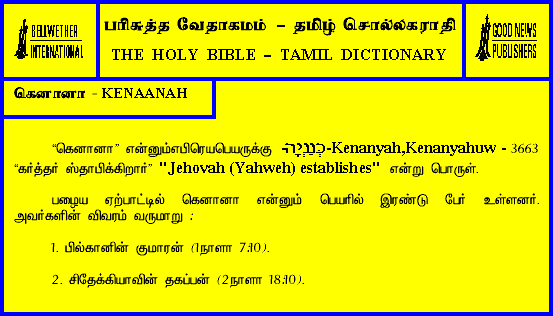 BELLWETHER
INTERNATIONAL
பரிசுத்த வேதாகமம் – தமிழ் சொல்லகராதி
THE HOLY BIBLE – TAMIL DICTIONARY
GOOD NEWS
PUBLISHERS
கெனானா - KENAANAH
“கெனானா” என்னும்எபிரெயபெயருக்கு כְּנַנְיָה-Kenanyah,Kenanyahuw - 3663
“கர்த்தர் ஸ்தாபிக்கிறார்” "Jehovah (Yahweh) establishes" என்று பொருள்.
பழைய ஏற்பாட்டில் கெனானா என்னும் பெயரில் இரண்டு பேர் உள்ளனர்.
அவர்களின் விவரம் வருமாறு :
1. பில்கானின் குமாரன் (1நாளா 7:10).
2. சிதேக்கியாவின் தகப்பன் (2நாளா 18:10).